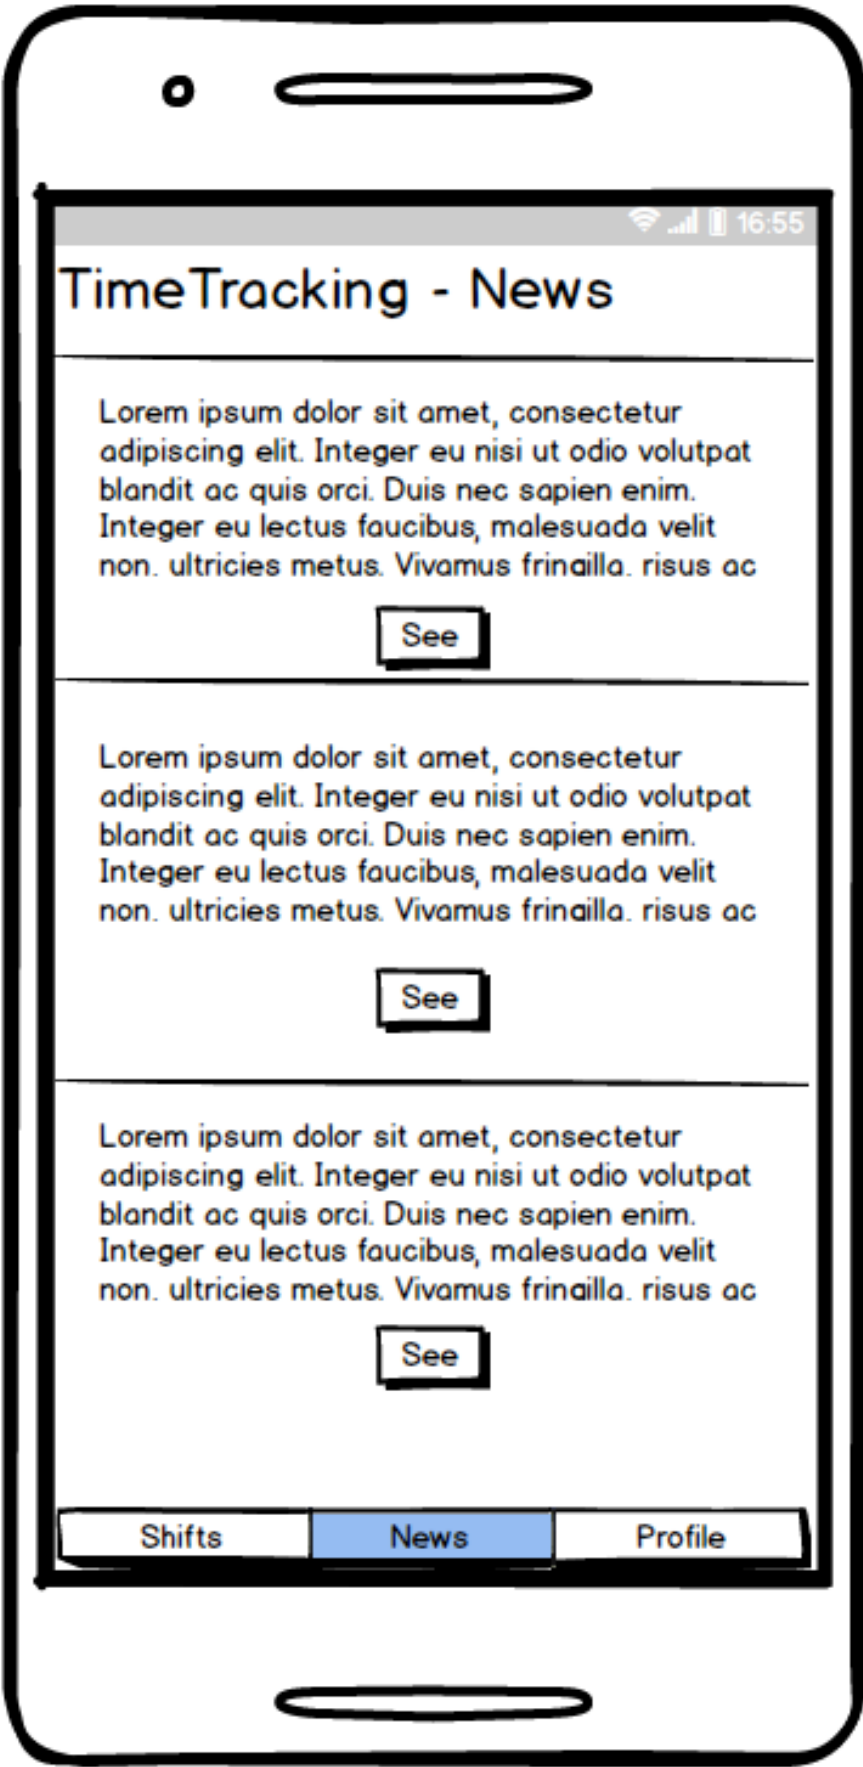 16:55
TimeTracking - News
Lorem ipsum dolor sit amet, consectetur
adipiscing elit. Integer eu nisi ut odio volutpat
blandit ac quis orci. Duis nec sapien enim.
Integer eu lectus faucibus, malesuada velit
non, ultricies metus. Vivamus fringilla, risus ac
See
Lorem ipsum dolor sit amet, consectetur
adipiscing elit. Integer eu nisi ut odio volutpat
blandit ac quis orci. Duis nec sapien enim.
Integer eu lectus faucibus, malesuada velit
non, ultricies metus. Vivamus fringilla, risus ac
See
Lorem ipsum dolor sit amet, consectetur
adipiscing elit. Integer eu nisi ut odio volutpat
blandit ac quis orci. Duis nec sapien enim.
Integer eu lectus faucibus, malesuada velit
non, ultricies metus. Vivamus fringilla, risus ac
See
Shifts News Profile